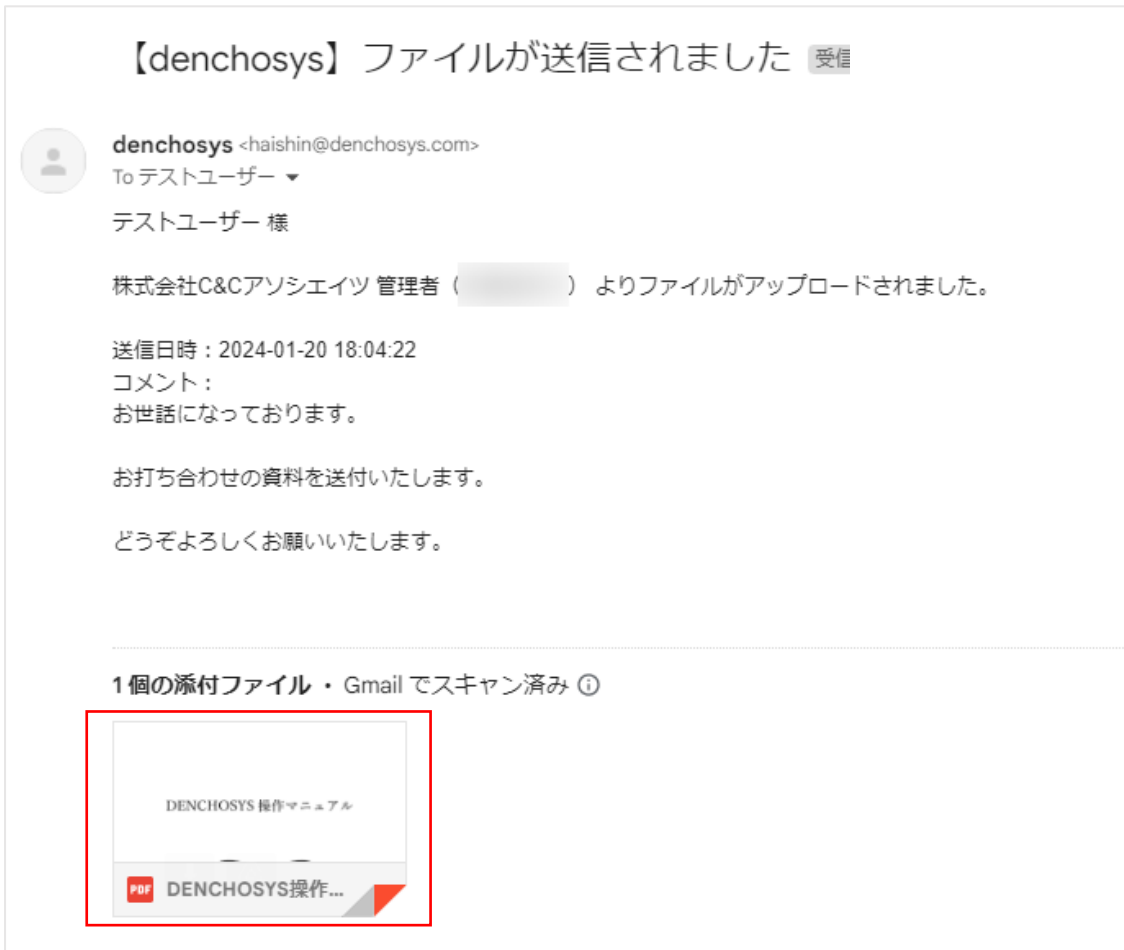 【denchosys】ファイルが送信されました 受信
denchosys <haishin@denchosys.com>
To テストユーザー
テストユーザー 様
株式会社C&Cアソシエイツ 管理者（ ） よりファイルがアップロードされました。
送信日時：2024-01-20 18:04:22
コメント：
お世話になっております。
お打ち合わせの資料を送付いたします。
どうぞよろしくお願いいたします。
1 個の添付ファイル • Gmail でスキャン済み
DENCHOSYS 操作マニュアル
PDF DENCHOSYS操作...